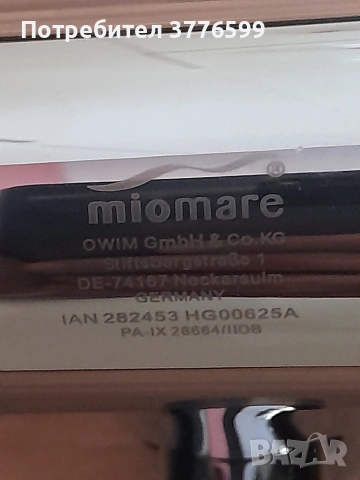 Потребител 3776599
miomare®
OWIM GmbH & Co. KG
Stiftsbergstraße 1
DE-74167 Neckarsulm
GERMANY
IAN 282453 HG00625A
PA-IX 28664/IIOB
BAZAR